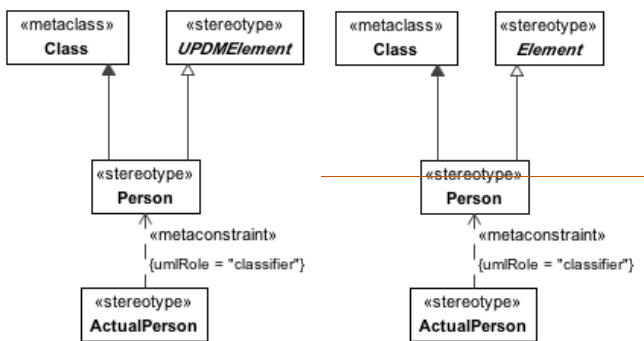 «metaclass»
Class
«stereotype»
UPDMElement
«stereotype»
Person
«metaconstraint»
{umlRole = "classifier"}
«stereotype»
ActualPerson
«metaclass»
Class
«stereotype»
Element
«stereotype»
Person
«metaconstraint»
{umlRole = "classifier"}
«stereotype»
ActualPerson